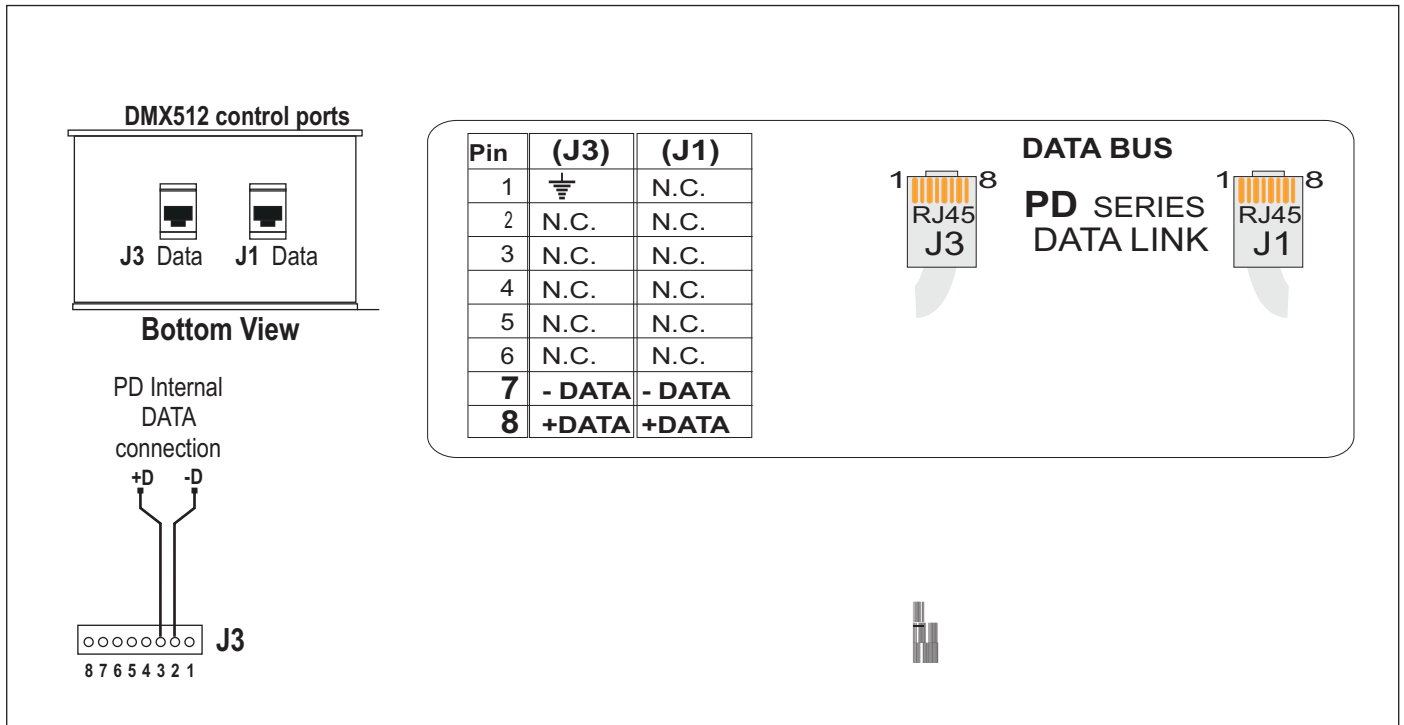 DMX512 control ports
J3 Data J1 Data
Bottom View
PD Internal
DATA
connection
+D -D
J3
8 7 6 5 4 3 2 1
Pin (J3) (J1)
1 N.C.
2 N.C. N.C.
3 N.C. N.C.
4 N.C. N.C.
5 N.C. N.C.
6 N.C. N.C.
7 - DATA - DATA
8 +DATA +DATA
DATA BUS
PD SERIES
DATA LINK
1 8
RJ45
J3
1 8
RJ45
J1